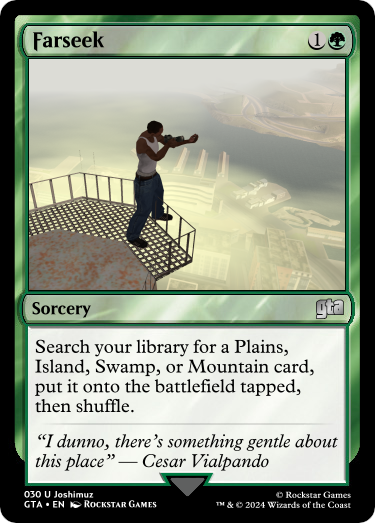 Farseek 1
Sorcery gta
Search your library for a Plains,
Island, Swamp, or Mountain card,
put it onto the battlefield tapped,
then shuffle.
“I dunno, there’s something gentle about
this place” — Cesar Vialpando
030 U Joshimuz © Rockstar Games
GTA • EN Rockstar Games ™ & © 2024 Wizards of the Coast